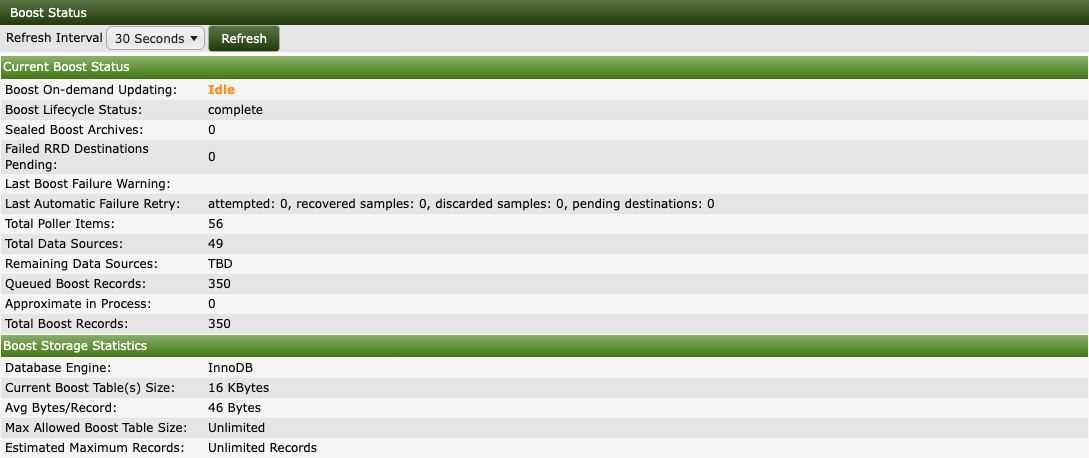 Boost Status
Refresh Interval 30 Seconds Refresh
Current Boost Status
Boost On-demand Updating: Idle
Boost Lifecycle Status: complete
Sealed Boost Archives: 0
Failed RRD Destinations
Pending: 0
Last Boost Failure Warning:
Last Automatic Failure Retry: attempted: 0, recovered samples: 0, discarded samples: 0, pending destinations: 0
Total Poller Items: 56
Total Data Sources: 49
Remaining Data Sources: TBD
Queued Boost Records: 350
Approximate in Process: 0
Total Boost Records: 350
Boost Storage Statistics
Database Engine: InnoDB
Current Boost Table(s) Size: 16 KBytes
Avg Bytes/Record: 46 Bytes
Max Allowed Boost Table Size: Unlimited
Estimated Maximum Records: Unlimited Records